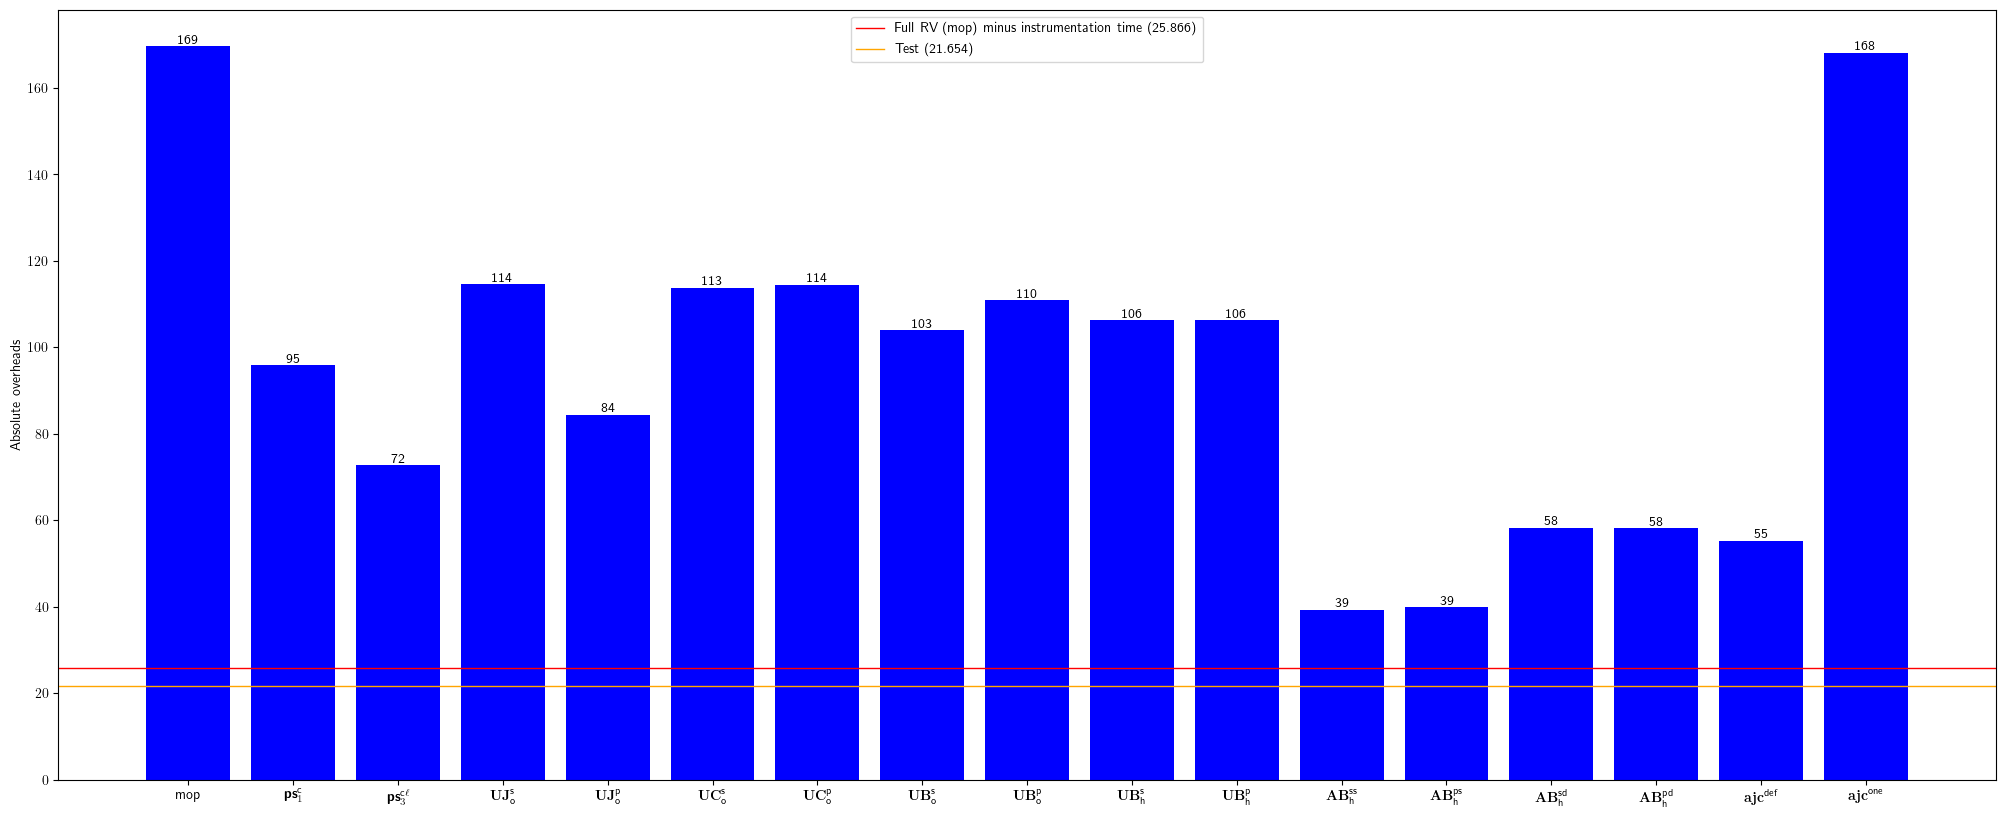 Full RV (mop) minus instrumentation time (25.866)
Test (21.654)
Absolute overheads
160
140
120
100
80
60
40
20
0
169
95
72
114
84
113
114
103
110
106
106
39
39
58
58
55
168
mop
ps₁ᶜ
ps₃ᶜℓ
UJₒˢ
UJₒᵖ
UCₒˢ
UCₒᵖ
UBₒˢ
UBₒᵖ
UBₕˢ
UBₕᵖ
ABₕˢˢ
ABₕᵖˢ
ABₕˢᵈ
ABₕᵖᵈ
ajcᵈᵉᶠ
ajcᵒⁿᵉ